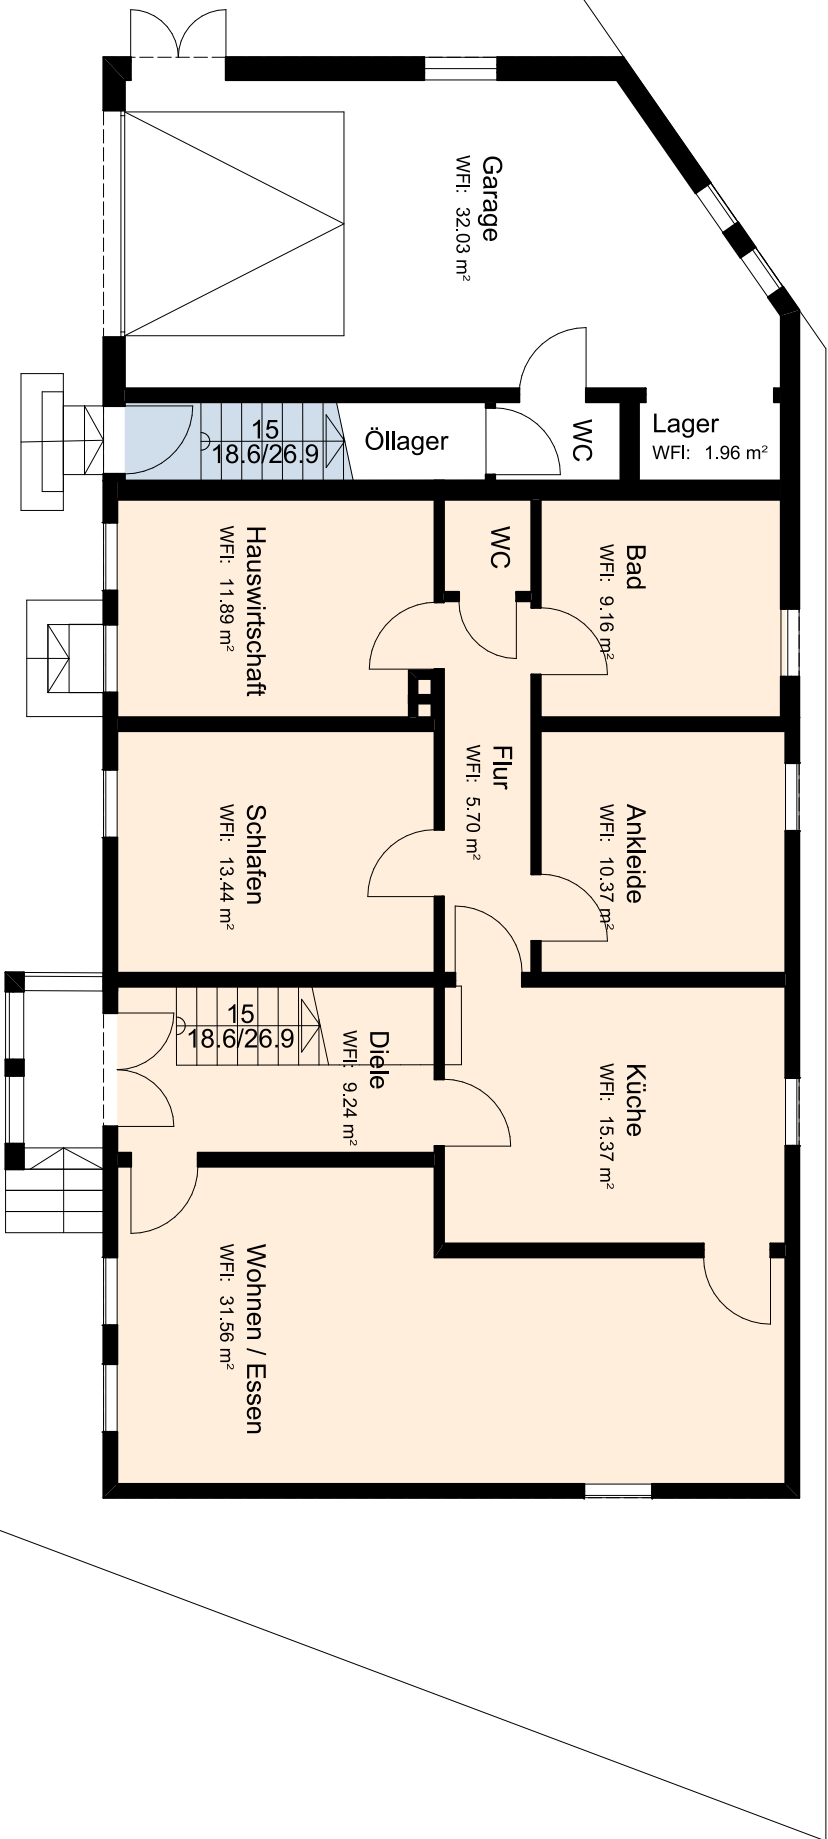 Garage
WFl: 32.03 m²
15
18.6/26.9
Öllager
WC
Lager
WFl: 1.96 m²
Hauswirtschaft
WFl: 11.89 m²
WC
Bad
WFl: 9.16 m²
Flur
WFl: 5.70 m²
Schlafen
WFl: 13.44 m²
Ankleide
WFl: 10.37 m²
15
18.6/26.9
Diele
WFl: 9.24 m²
Küche
WFl: 15.37 m²
Wohnen / Essen
WFl: 31.56 m²